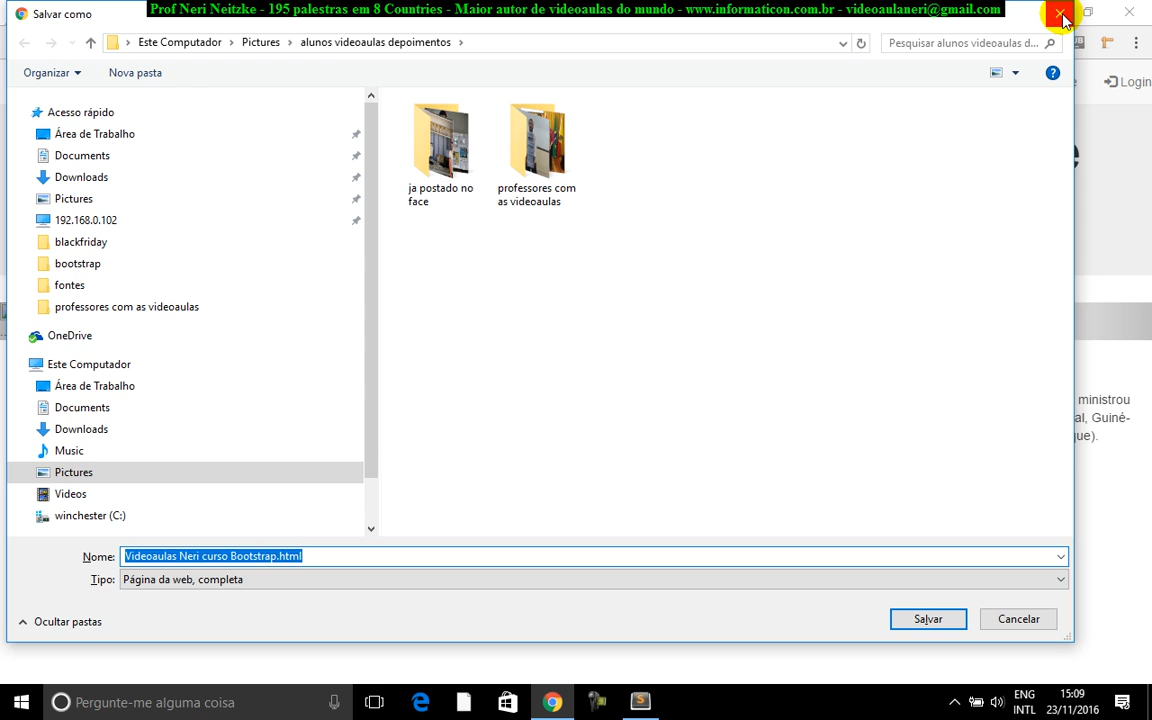 Salvar como
Prof Neri Neitzke - 195 palestras em 8 Countries - Maior autor de videoaulas do mundo - www.informaticon.com.br - videoaulaneri@gmail.com
Este Computador > Pictures > alunos videoaulas depoimentos >
Pesquisar alunos videoaulas d...
Organizar
Nova pasta
Login
Acesso rápido
Área de Trabalho
Documents
Downloads
Pictures
192.168.0.102
blackfriday
bootstrap
fontes
professores com as videoaulas
OneDrive
Este Computador
Área de Trabalho
Documents
Downloads
Music
Pictures
Videos
winchester (C:)
ja postado no
face
professores com
as videoaulas
ministrou
al, Guiné-
que).
Nome:
Videoaulas Neri curso Bootstrap.html
Tipo:
Página da web, completa
Ocultar pastas
Salvar
Cancelar
Pergunte-me alguma coisa
ENG
INTL
15:09
23/11/2016